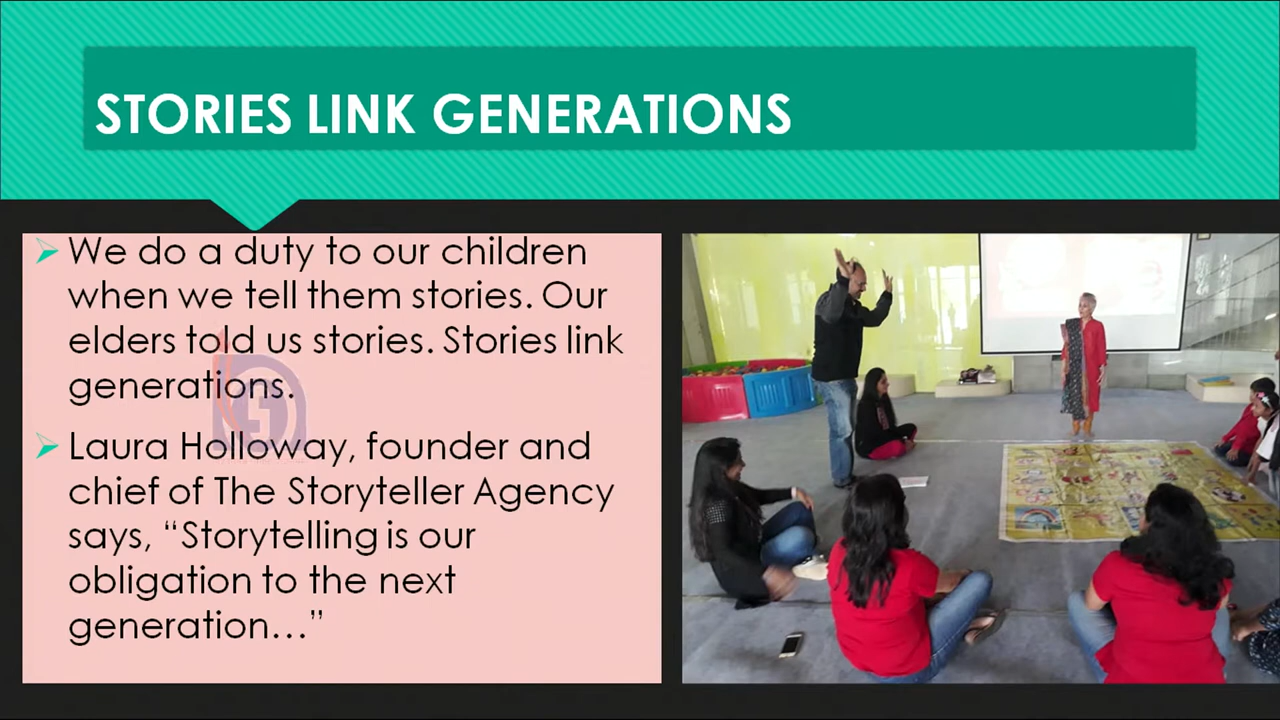 STORIES LINK GENERATIONS
We do a duty to our children
when we tell them stories. Our
elders told us stories. Stories link
generations.
Laura Holloway, founder and
chief of The Storyteller Agency
says, “Storytelling is our
obligation to the next
generation…”